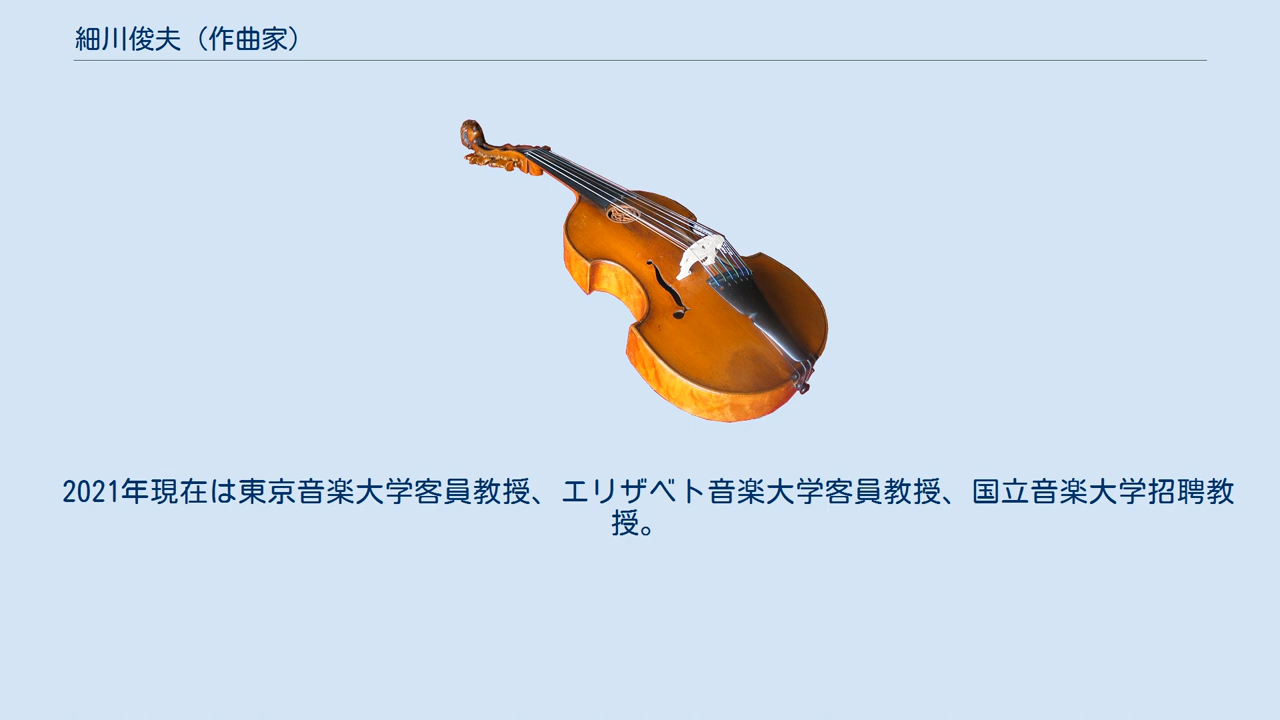 細川俊夫（作曲家）
2021年現在は東京音楽大学客員教授、エリザベト音楽大学客員教授、国立音楽大学招聘教
授。